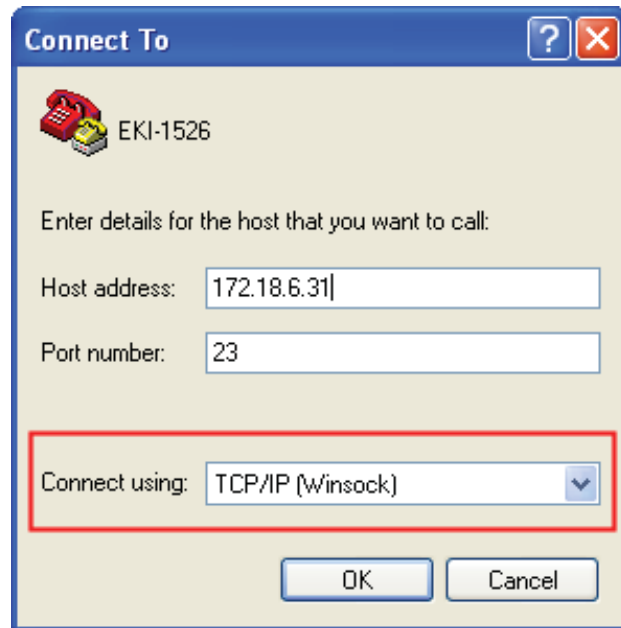 Connect To
EKI-1526
Enter details for the host that you want to call:
Host address: 172.18.6.31
Port number: 23
Connect using: TCP/IP (Winsock)
OK Cancel